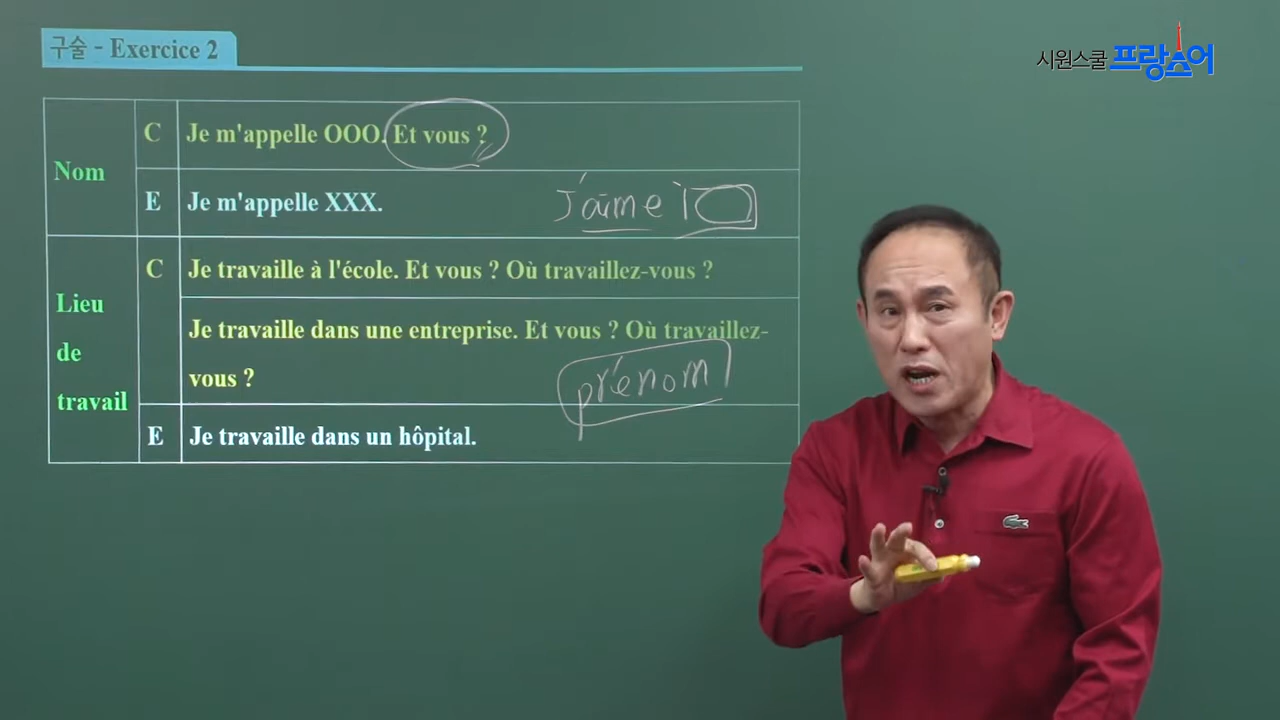 구술 - Exercice 2
시원스쿨 프랑스어
Nom
C
Je m'appelle OOO. Et vous ?
E
Je m'appelle XXX.
J'aime
Lieu
de
travail
C
Je travaille à l'école. Et vous ? Où travaillez-vous ?
Je travaille dans une entreprise. Et vous ? Où travaillez-
vous ?
prénom
E
Je travaille dans un hôpital.